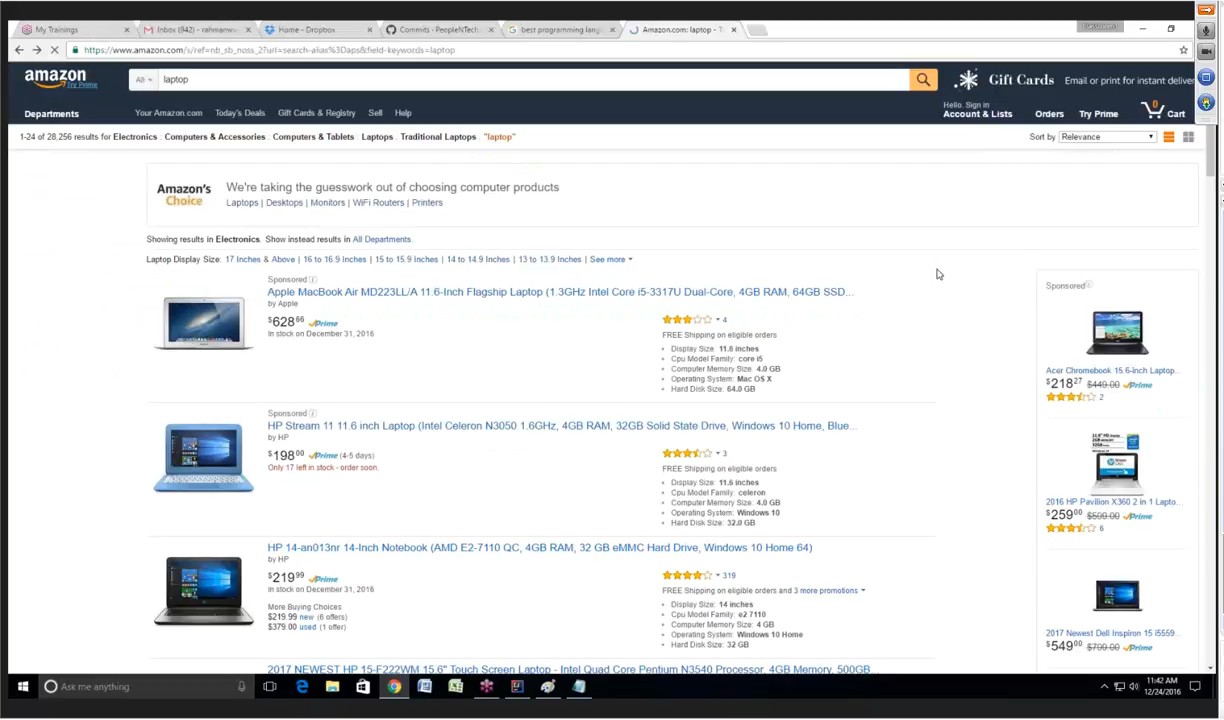 My Trainings
Inbox (942) - rahmanw
Home - Dropbox
Commits - PeopleNTech
best programming lang
Amazon.com: laptop - T
https://www.amazon.com/s/ref=nb_sb_noss_2?url=search-alias%3Daps&field-keywords=laptop
amazon
Try Prime
All
laptop
Gift Cards
Email or print for instant deliver
Departments
Your Amazon.com
Today's Deals
Gift Cards & Registry
Sell
Help
Hello. Sign in
Account & Lists
Orders
Try Prime
0
Cart
1-24 of 28,256 results for Electronics : Computers & Accessories : Computers & Tablets : Laptops : Traditional Laptops : "laptop"
Sort by Relevance
Amazon's
Choice
We're taking the guesswork out of choosing computer products
Laptops | Desktops | Monitors | WiFi Routers | Printers
Showing results in Electronics. Show instead results in All Departments.
Laptop Display Size: 17 Inches & Above | 16 to 16.9 inches | 15 to 15.9 Inches | 14 to 14.9 Inches | 13 to 13.9 Inches | See more
Sponsored
Apple MacBook Air MD223LL/A 11.6-Inch Flagship Laptop (1.3GHz Intel Core i5-3317U Dual-Core, 4GB RAM, 64GB SSD...
by Apple
$628 66 Prime
In stock on December 31, 2016
4
FREE Shipping on eligible orders
Display Size: 11.6 inches
Cpu Model Family: core i5
Computer Memory Size: 4.0 GB
Operating System: Mac OS X
Hard Disk Size: 64.0 GB
Sponsored
HP Stream 11 11.6 inch Laptop (Intel Celeron N3050 1.6GHz, 4GB RAM, 32GB Solid State Drive, Windows 10 Home, Blue...
by HP
$198 00 Prime (4-5 days)
Only 17 left in stock - order soon.
3
FREE Shipping on eligible orders
Display Size: 11.6 inches
Cpu Model Family: celeron
Computer Memory Size: 4.0 GB
Operating System: Windows 10
Hard Disk Size: 32.0 GB
HP 14-an013nr 14-Inch Notebook (AMD E2-7110 QC, 4GB RAM, 32 GB eMMC Hard Drive, Windows 10 Home 64)
by HP
$219 99 Prime
In stock on December 31, 2016
More Buying Choices
$219.99 new (6 offers)
$379.00 used (1 offer)
319
FREE Shipping on eligible orders and 3 more promotions
Display Size: 14 inches
Cpu Model Family: e2 7110
Computer Memory Size: 4 GB
Operating System: Windows 10 Home
Hard Disk Size: 32 GB
2017 NEWEST HP 15-F222WM 15.6" Touch Screen Laptop - Intel Quad Core Pentium N3540 Processor, 4GB Memory, 500GB
Sponsored
Acer Chromebook 15.6-Inch Laptop...
$218 27 $449.00 Prime
2
2016 HP Pavilion X360 2 in 1 Lapto...
$259 00 $599.00 Prime
6
2017 Newest Dell Inspiron 15 i5559...
$549 00 $799.00 Prime
Ask me anything
11:42 AM
12/24/2016